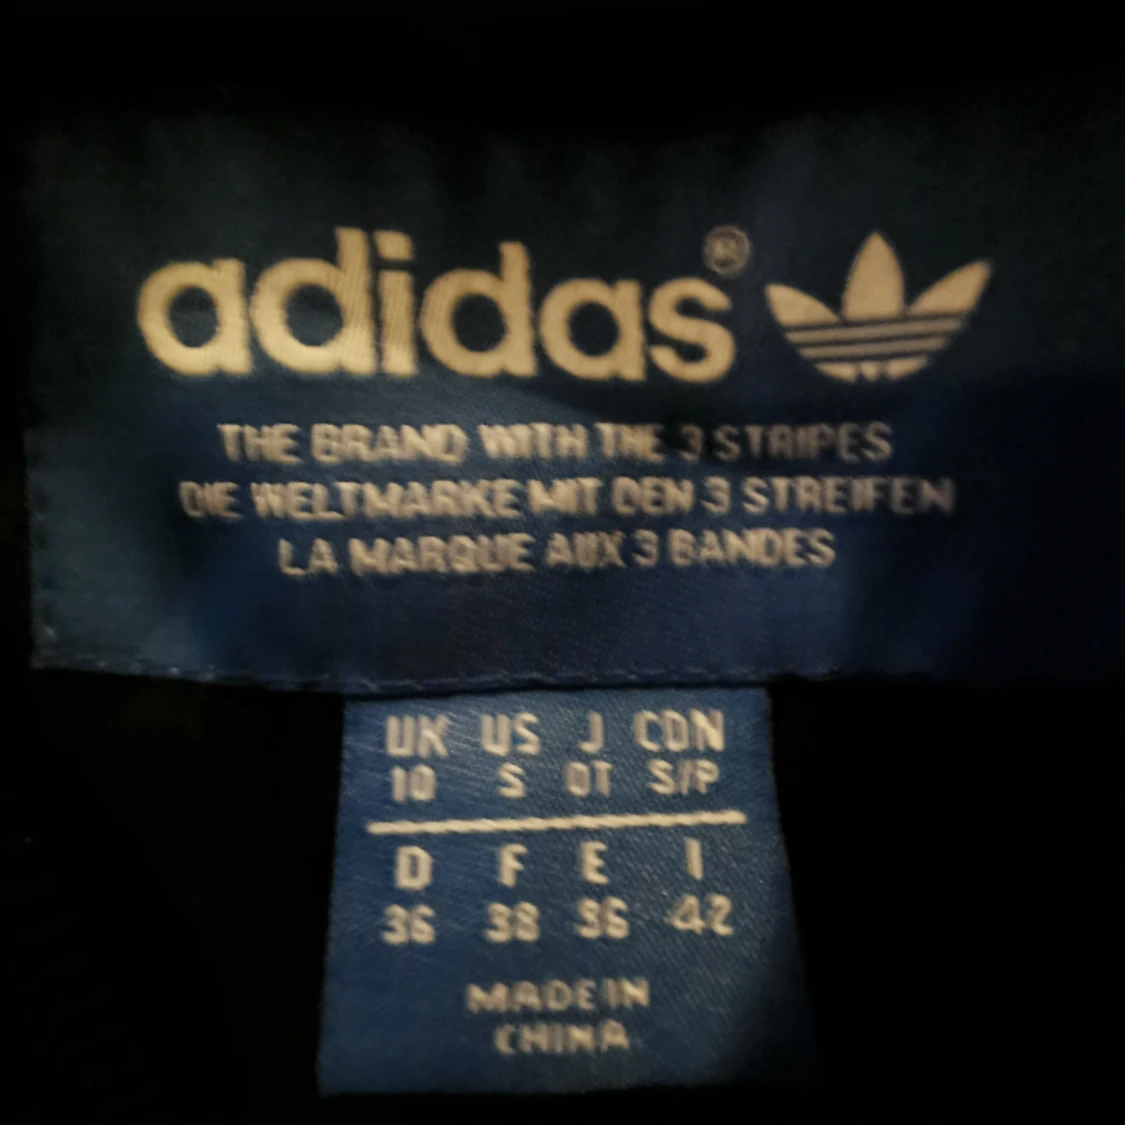 adidas®
THE BRAND WITH THE 3 STRIPES
DIE WELTMARKE MIT DEN 3 STREIFEN
LA MARQUE AUX 3 BANDES
UK US J CDN
10 S OT S/P
D F E I
36 38 36 42
MADE IN
CHINA